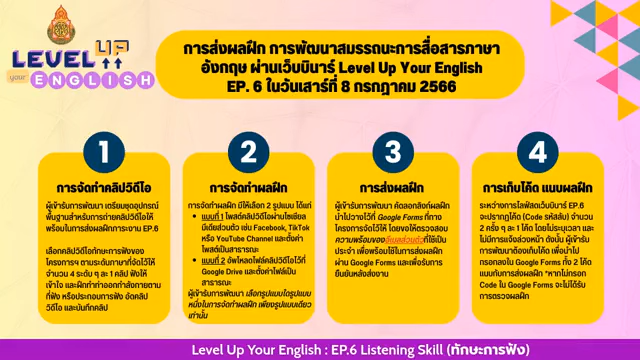 LEVEL UP
your ENGLISH
การส่งผลฝึก การพัฒนาสมรรถนะการสื่อสารภาษา
อังกฤษ ผ่านเว็บบินาร์ Level Up Your English
EP. 6 ในวันเสาร์ที่ 8 กรกฎาคม 2566
1
การจัดทำคลิปวิดีโอ
ผู้เข้ารับการพัฒนา เตรียมชุดอุปกรณ์
พื้นฐานสำหรับการถ่ายคลิปวิดีโอให้
พร้อมในการส่งผลฝึกภาระงาน EP.6
เลือกคลิปวิดีโอทักษะการฟังของ
โครงการฯ ตามระดับภาษาที่จัดไว้ให้
จำนวน 4 ระดับ ๆ ละ 1 คลิป ฟังให้
เข้าใจ และฝึกทำท่าออกกำลังกายตาม
ที่ฟัง หรือประกอบการฟัง อัดคลิป
วิดีโอ และบันทึกคลิป
2
การจัดทำผลฝึก
การจัดทำผลฝึก มีให้เลือก 2 รูปแบบ ได้แก่
• แบบที่ 1 โพสต์คลิปวิดีโอผ่านโซเชียล
มีเดียส่วนตัว เช่น Facebook, TikTok
หรือ YouTube Channel และตั้งค่า
โพสต์เป็นสาธารณะ
• แบบที่ 2 อัพโหลดไฟล์คลิปวิดีโอไว้ที่
Google Drive และตั้งค่าไฟล์เป็น
สาธารณะ
ผู้เข้ารับการพัฒนา เลือกรูปแบบใดรูปแบบ
หนึ่งในการจัดทำผลฝึก เพียงรูปแบบเดียว
เท่านั้น
3
การส่งผลฝึก
ผู้เข้ารับการพัฒนา คัดลอกลิงก์ผลฝึก
นำไปวางไว้ที่ Google Forms ที่ทาง
โครงการจัดไว้ให้ โดยขอให้ตรวจสอบ
ความพร้อมของอีเมลส่วนตัวที่ใช้เป็น
ประจำ เพื่อพร้อมใช้ในการส่งผลฝึก
ผ่าน Google Forms และเพื่อรับการ
ยืนยันหลังส่งงาน
4
การเก็บโค้ด แนบผลฝึก
ระหว่างการไลฟ์สดเว็บบินาร์ EP.6
จะปรากฏโค้ด (Code รหัสลับ) จำนวน
2 ครั้ง ๆ ละ 1 โค้ด โดยไม่ระบุเวลา และ
ไม่มีการแจ้งล่วงหน้า ดังนั้น ผู้เข้ารับ
การพัฒนาต้องเก็บโค้ด เพื่อนำไป
กรอกลงใน Google Forms ทั้ง 2 โค้ด
แนบกับการส่งผลฝึก *หากไม่กรอก
Code ใน Google Forms จะไม่ได้รับ
การตรวจผลฝึก
Level Up Your English : EP.6 Listening Skill (ทักษะการฟัง)